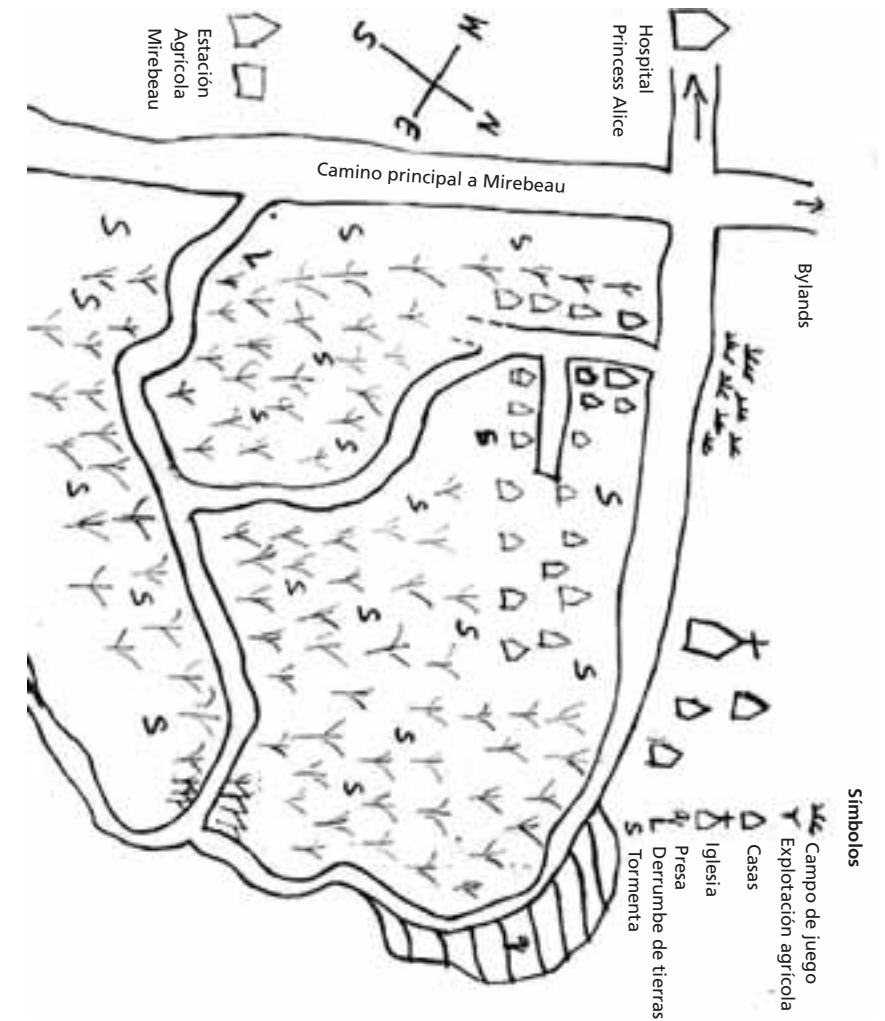 Símbolos
Campo de juego
Explotación agrícola
Casas
Iglesia
Presa
L Derrumbe de tierras
S Tormenta
Bylands
Hospital
Princess Alice
Camino principal a Mirebeau
W
N
S
E
Estación
Agrícola
Mirebeau